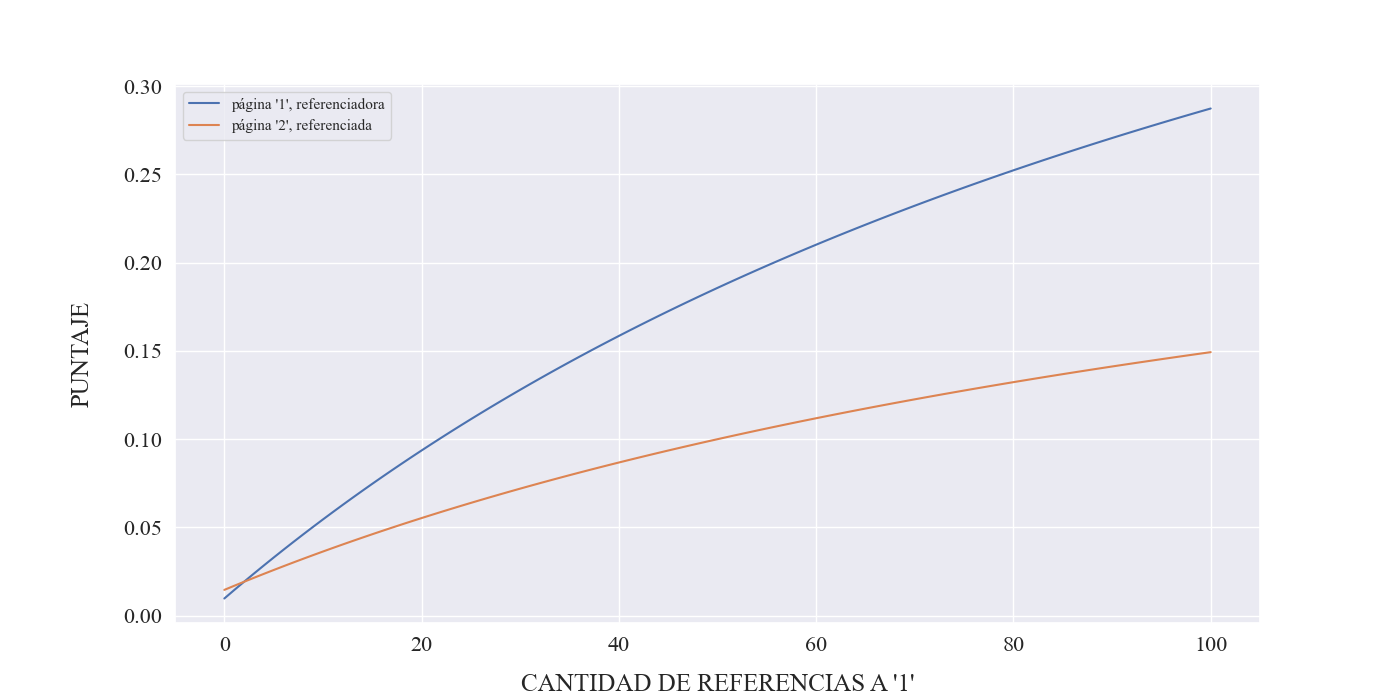 página '1', referenciadora
página '2', referenciada
0.30
0.25
0.20
0.15
0.10
0.05
0.00
PUNTAJE
0 20 40 60 80 100
CANTIDAD DE REFERENCIAS A '1'